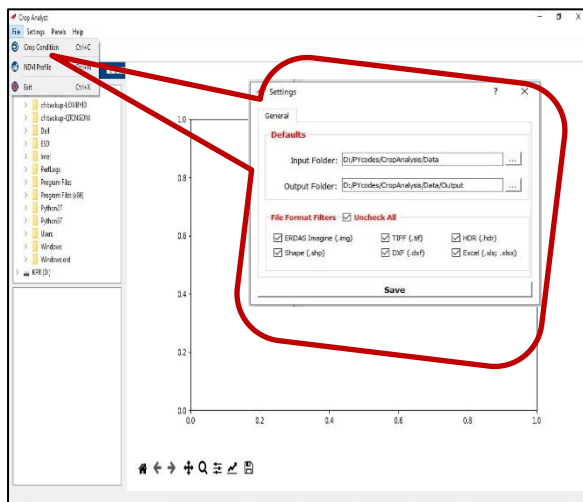 Crop Analyst
File Settings Panels Help
Crop Condition Ctrl+C
NDVI Profile
Exit Ctrl+X
Dell
ESD
Intel
PerfLogs
Program Files
Program Files (x86)
Python27
Python37
Users
Windows
Windows.old
KPR (D:)
Settings ? ×
General
Defaults
Input Folder: D:/PYcodes/CropAnalysis/Data ...
Output Folder: D:/PYcodes/CropAnalysis/Data/Output ...
File Format Filters Uncheck All
ERDAS Imagine (.img) TIFF (.tif) HDR (.hdr)
Shape (.shp) DXF (.dxf) Excel (.xls; .xlsx)
Save
1.0
0.8
0.6
0.4
0.2
0.0
0.0 0.2 0.4 0.6 0.8 1.0